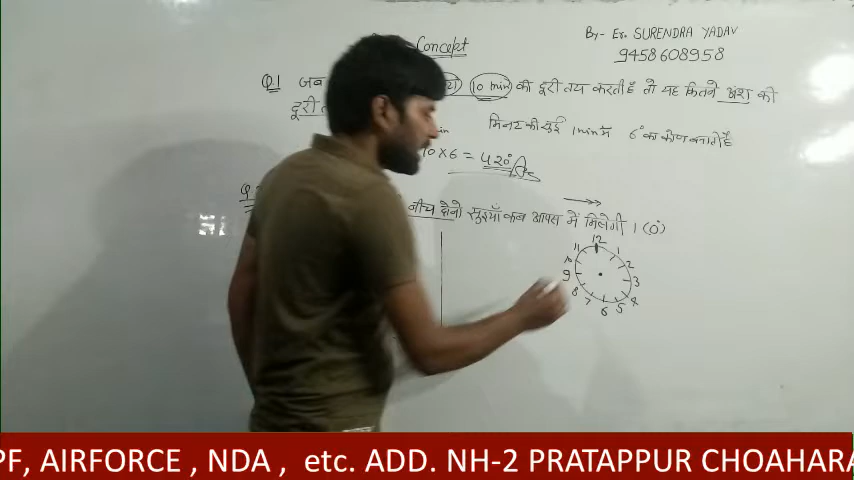 Concept
By- Er. SURENDRA YADAV
9458608958
Q1 जब 10 min की दूरी तय करती है तो यह कितने अंश की
दूरी
मिनट की सुई 1 min में 6° का कोण बनाती है
10 × 6 = 420°
बीच दोनो सुइयाँ कब आपस में मिलेगी । (0°)
12
11 1
10 2
9 3
8 4
7 6 5
PF, AIRFORCE , NDA , etc. ADD. NH-2 PRATAPPUR CHOAHARA